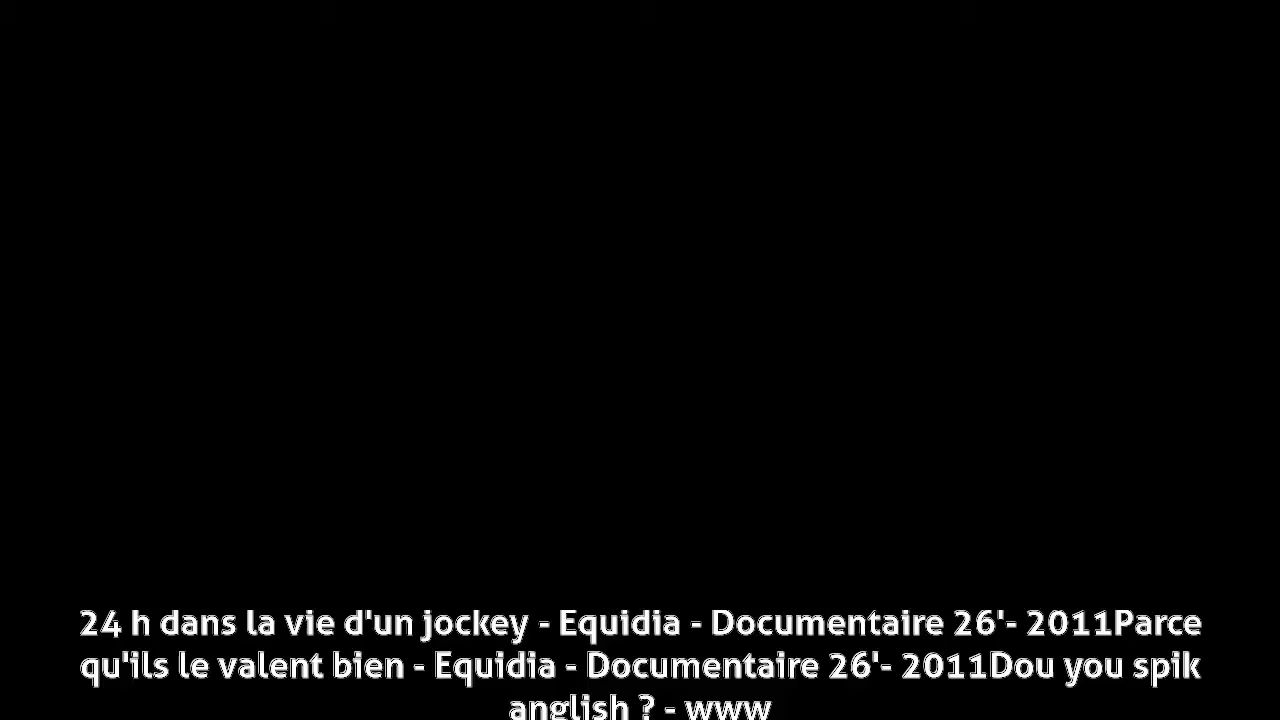 24 h dans la vie d'un jockey - Equidia - Documentaire 26'- 2011Parce
qu'ils le valent bien - Equidia - Documentaire 26'- 2011Dou you spik
anglish ? - www